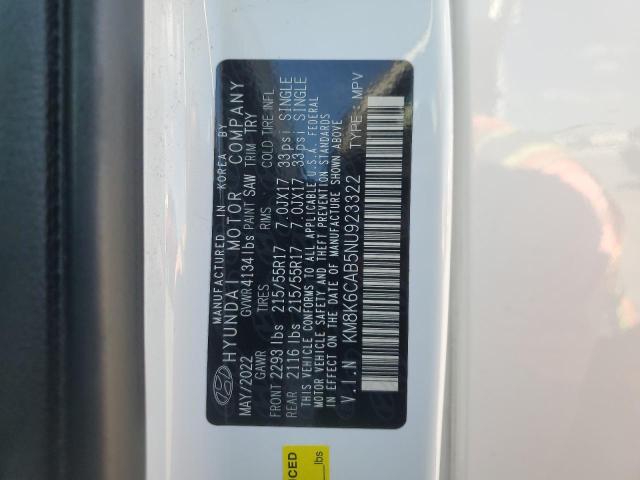 MANUFACTURED IN KOREA BY
HYUNDAI MOTOR COMPANY
MAY/2022 GVWR 4134 lbs PAINT SAW TRIM TRY
GAWR TIRES RMS COLD TIRE INFL
FRONT 2293 lbs 215/55R17 7.0JX17 33psi SINGLE
REAR 2116 lbs 215/55R17 7.0JX17 33psi SINGLE
THIS VEHICLE CONFORMS TO ALL APPLICABLE U.S.A. FEDERAL
MOTOR VEHICLE SAFETY AND THEFT PREVENTION STANDARDS
IN EFFECT ON THE DATE OF MANUFACTURE SHOWN ABOVE
V.I.N KM8K6CAB5NU923322 TYPE : MPV
lbs